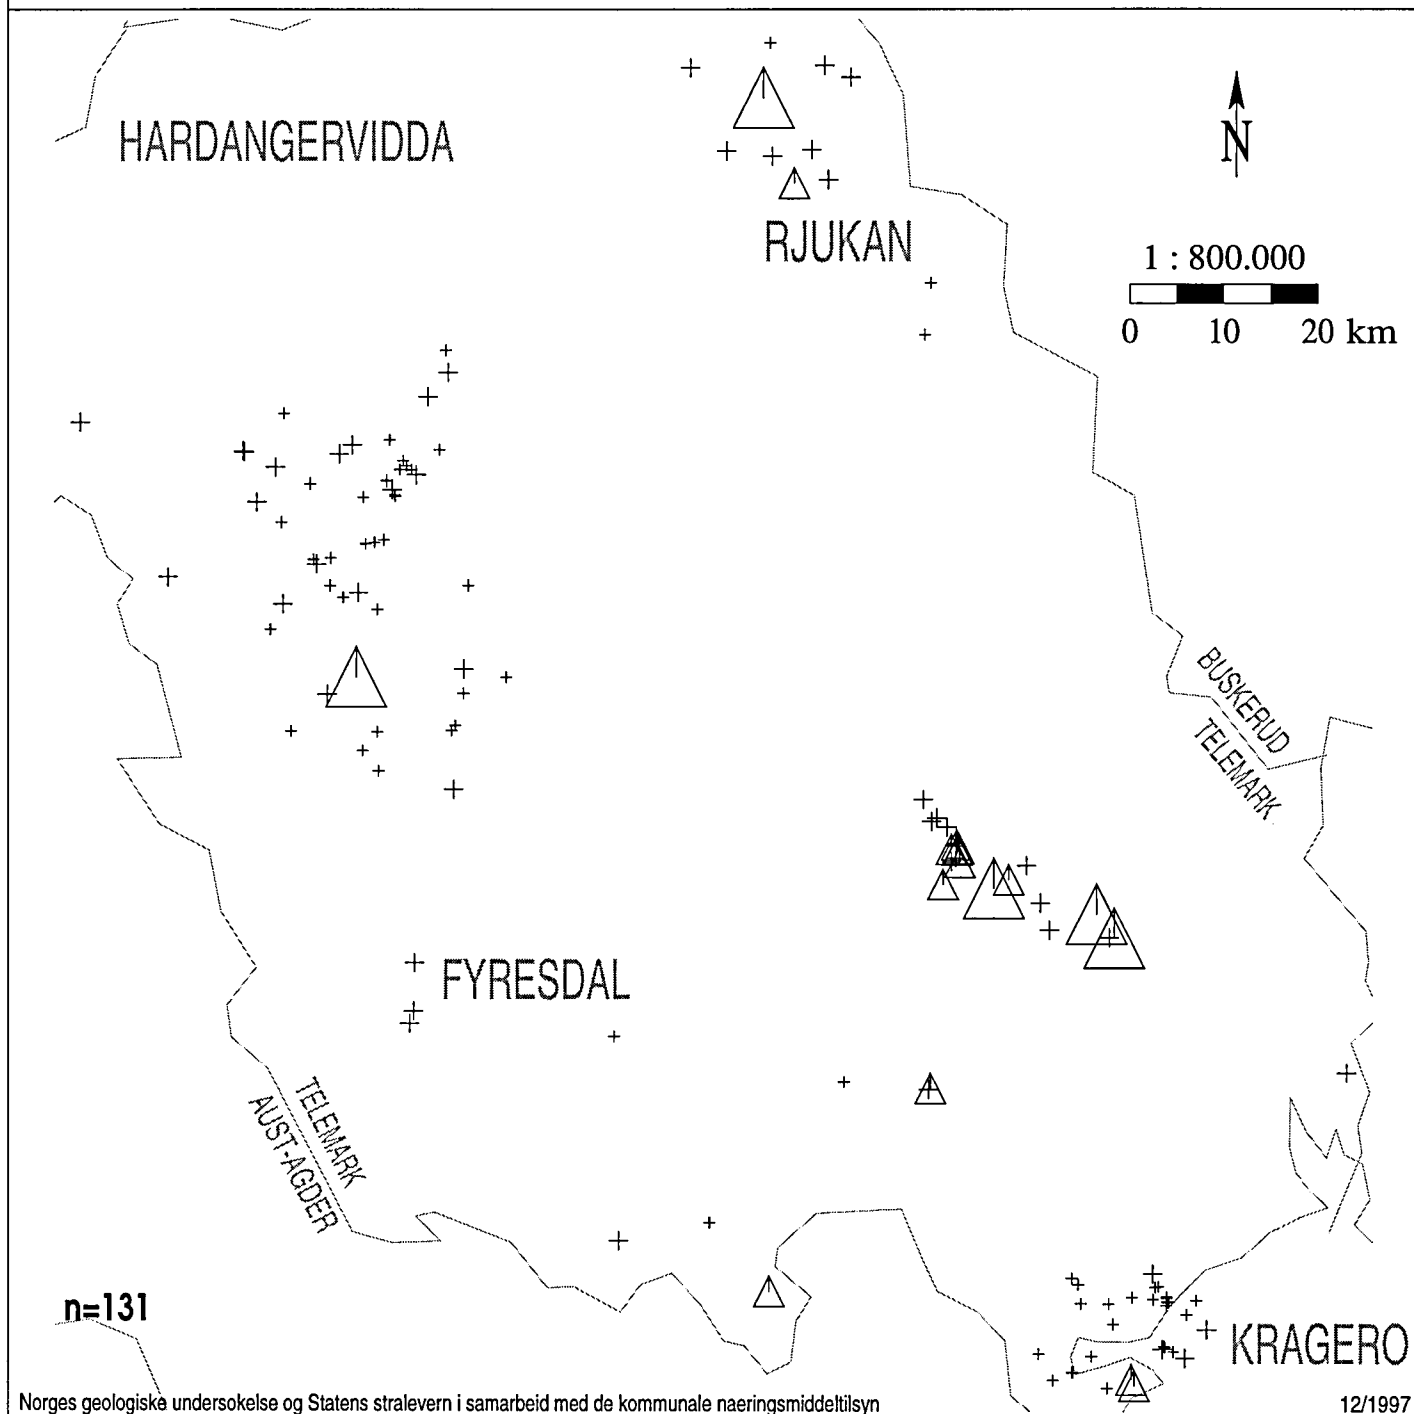 HARDANGERVIDDA
N
RJUKAN
1 : 800.000
0 10 20 km
BUSKERUD
TELEMARK
FYRESDAL
TELEMARK
AUST-AGDER
n=131
KRAGERO
Norges geologiske undersokelse og Statens stralevern i samarbeid med de kommunale naeringsmiddeltilsyn
12/1997